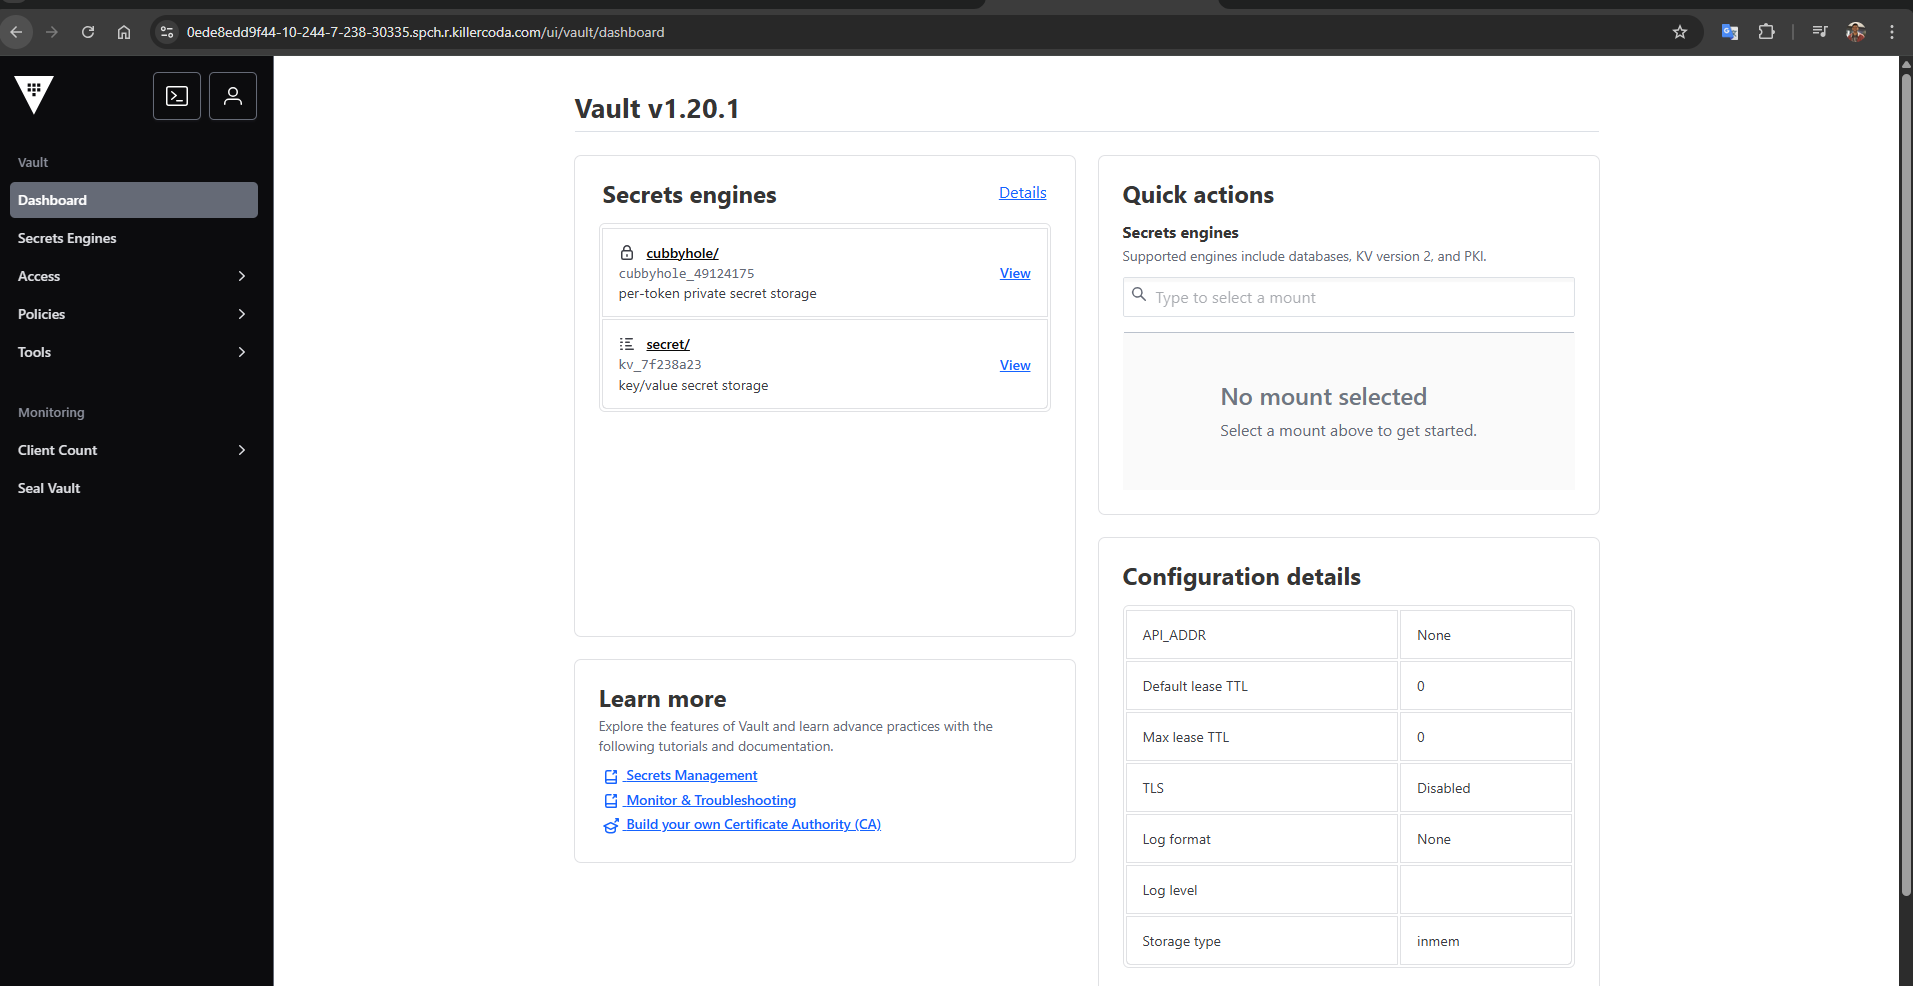 0ede8edd9f44-10-244-7-238-30335.spch.r.killercoda.com/ui/vault/dashboard
Vault
Dashboard
Secrets Engines
Access
Policies
Tools
Monitoring
Client Count
Seal Vault
Vault v1.20.1
Secrets engines
Details
cubbyhole/
cubbyhole_49124175
per-token private secret storage
View
secret/
kv_7f238a23
key/value secret storage
View
Learn more
Explore the features of Vault and learn advance practices with the
following tutorials and documentation.
Secrets Management
Monitor & Troubleshooting
Build your own Certificate Authority (CA)
Quick actions
Secrets engines
Supported engines include databases, KV version 2, and PKI.
Type to select a mount
No mount selected
Select a mount above to get started.
Configuration details
API_ADDR None
Default lease TTL 0
Max lease TTL 0
TLS Disabled
Log format None
Log level
Storage type inmem